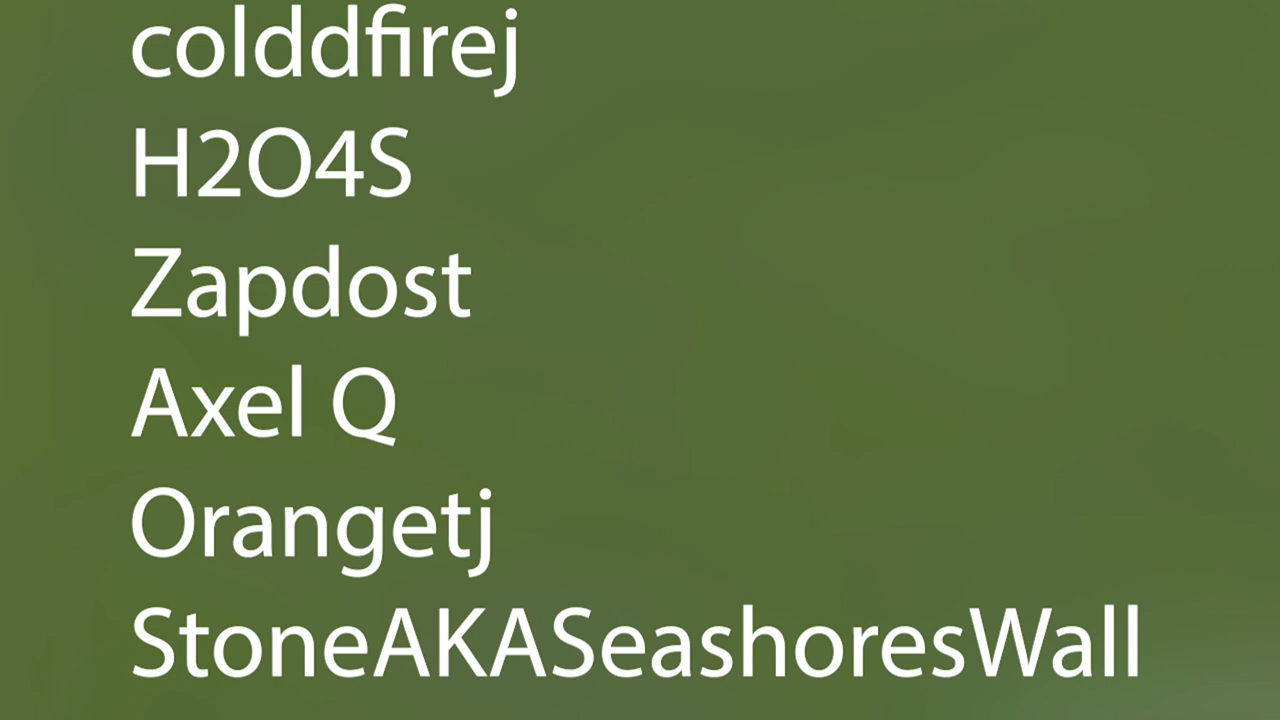 colddfirej
H2O4S
Zapdost
Axel Q
Orangetj
StoneAKASeashoresWall